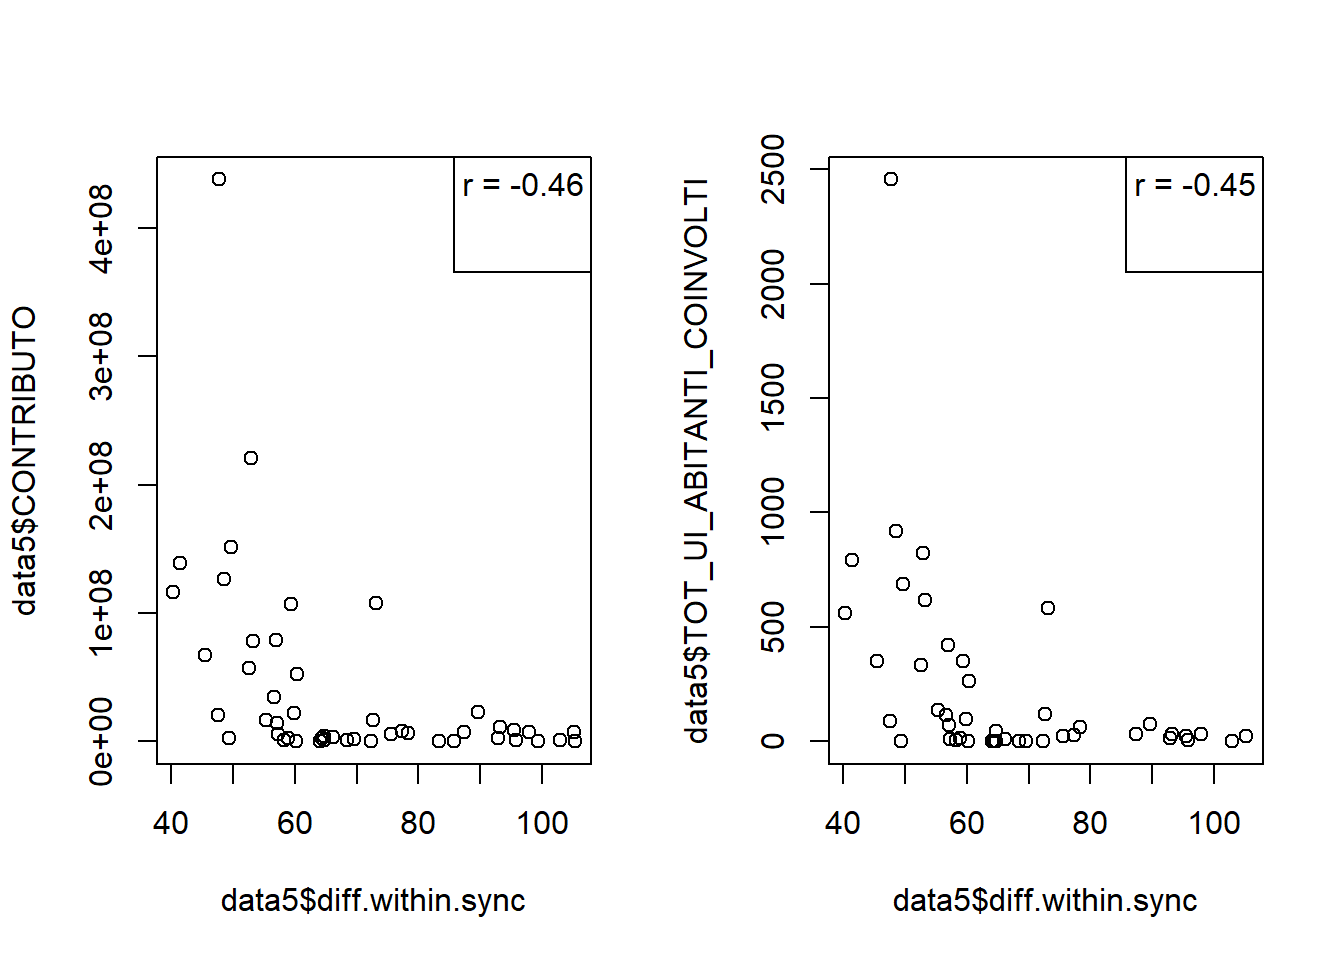 data5$CONTRIBUTO
0e+00
1e+08
2e+08
3e+08
4e+08
r = -0.46
40
60
80
100
data5$diff.within.sync
data5$TOT_UI_ABITANTI_COINVOLTI
0
500
1000
1500
2000
2500
r = -0.45
40
60
80
100
data5$diff.within.sync